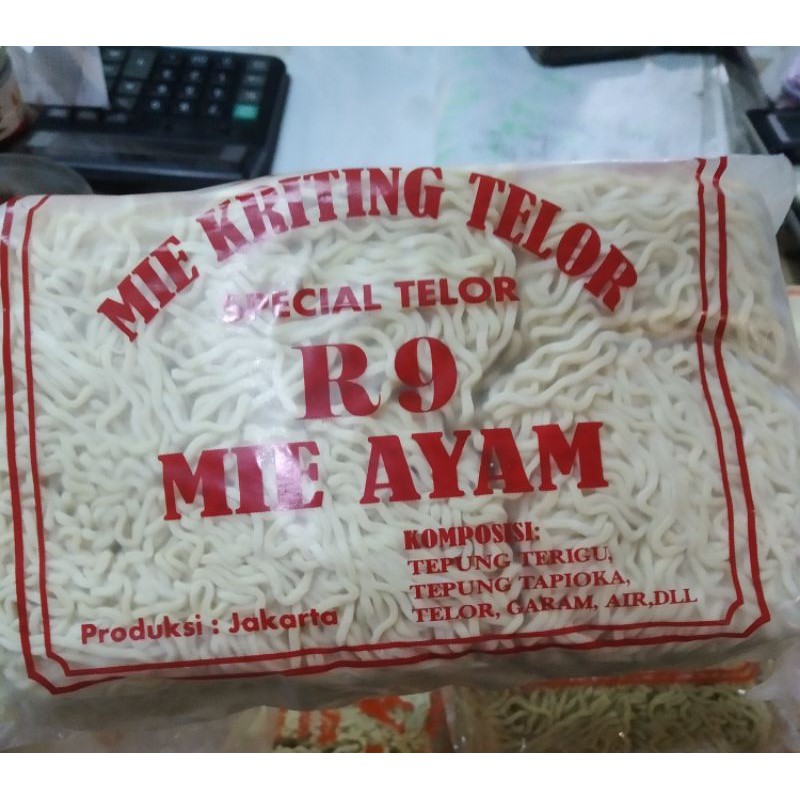 MIE KRITING TELOR
SPECIAL TELOR
R9
MIE AYAM
KOMPOSISI:
TEPUNG TERIGU,
TEPUNG TAPIOKA,
TELOR, GARAM, AIR,DLL
Produksi : Jakarta